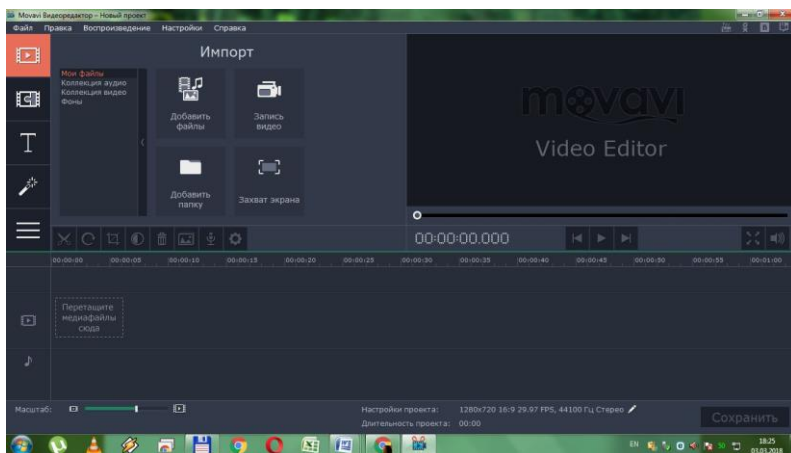 Movavi Видеоредактор – Новый проект
Файл Правка Воспроизведение Настройки Справка
Импорт
Мои файлы
Коллекция аудио
Коллекция видео
Фоны
Добавить
файлы
Запись
видео
Добавить
папку
Захват экрана
movavi
Video Editor
T
00:00:00.000
00:00:00 00:00:05 00:00:10 00:00:15 00:00:20 00:00:25 00:00:30 00:00:35 00:00:40 00:00:45 00:00:50 00:00:55 00:01:00
Перетащите
медиафайлы
сюда
Масштаб:
Настройки проекта: 1280x720 16:9 29.97 FPS, 44100 Гц Стерео
Длительность проекта: 00:00
Сохранить
EN
50
18:25
03.03.2018